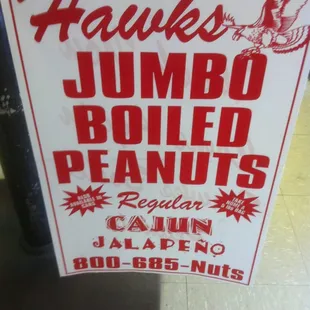 Hawks
JUMBO
BOILED
PEANUTS
Regular
CAJUN
JALAPEÑO
800-685-Nuts